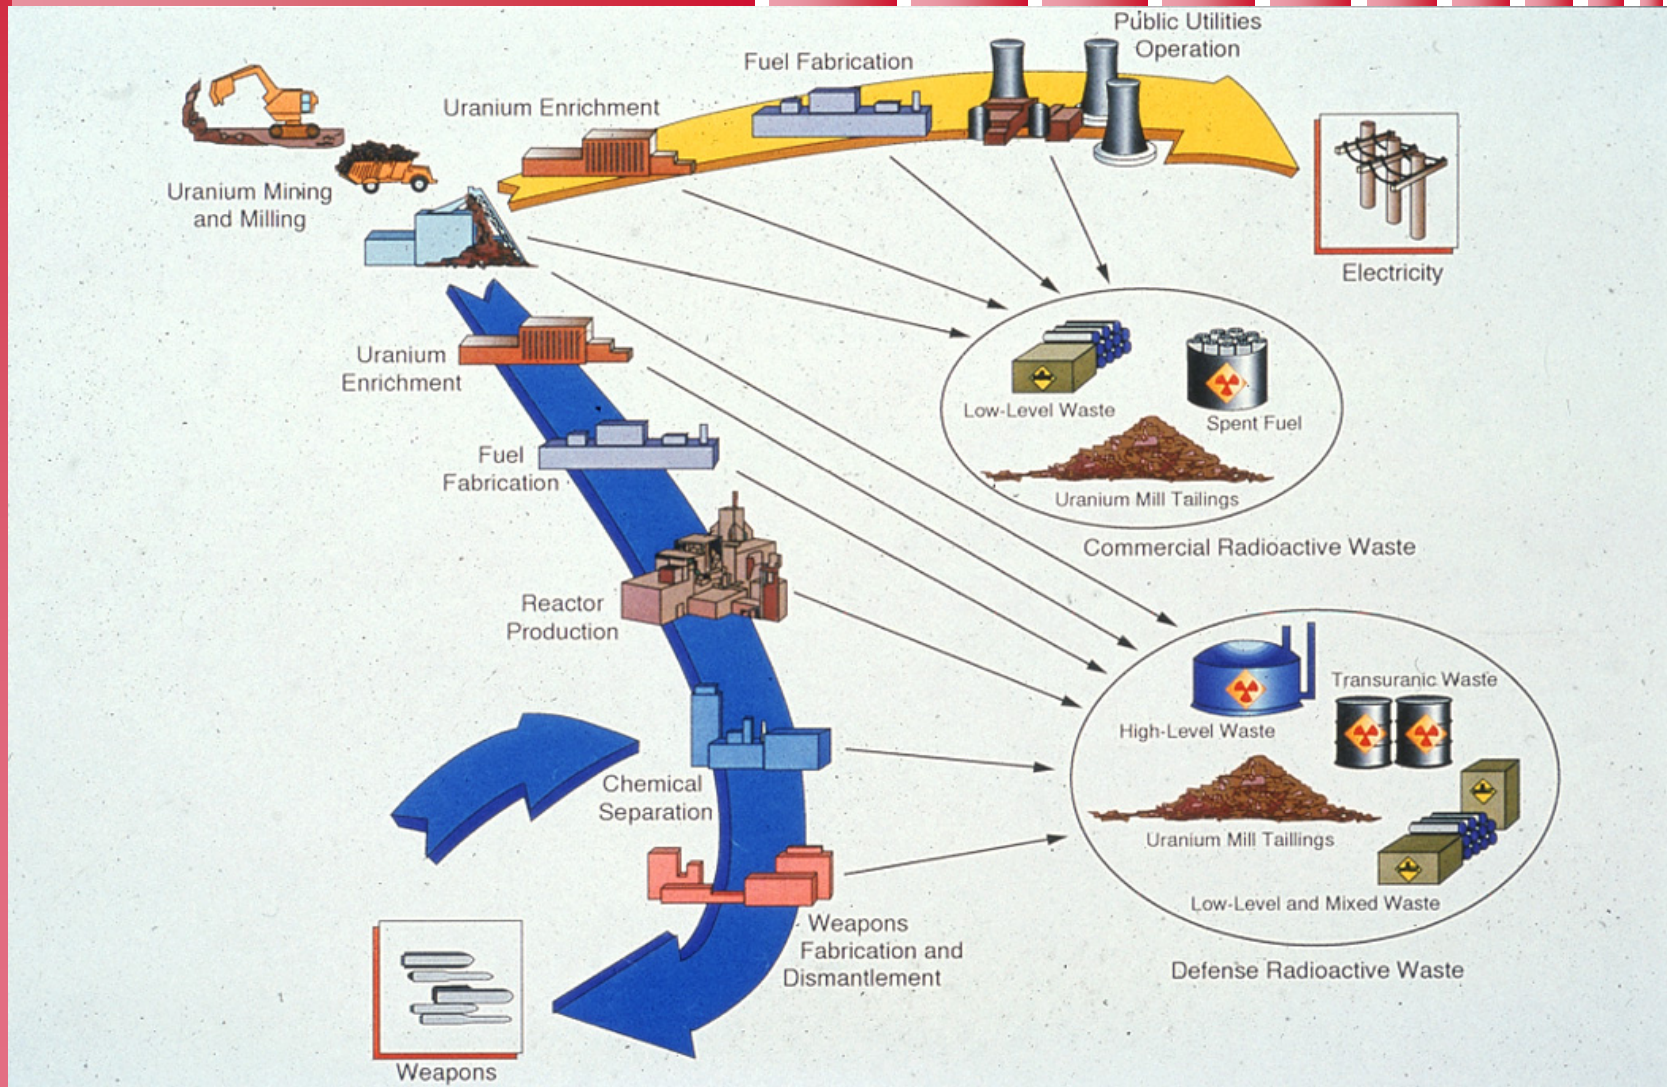 Public Utilities
Operation
Fuel Fabrication
Uranium Enrichment
Uranium Mining
and Milling
Electricity
Uranium
Enrichment
Low-Level Waste
Spent Fuel
Uranium Mill Tailings
Commercial Radioactive Waste
Fuel
Fabrication
Reactor
Production
Transuranic Waste
High-Level Waste
Chemical
Separation
Uranium Mill Taillings
Low-Level and Mixed Waste
Weapons
Fabrication and
Dismantlement
Defense Radioactive Waste
Weapons